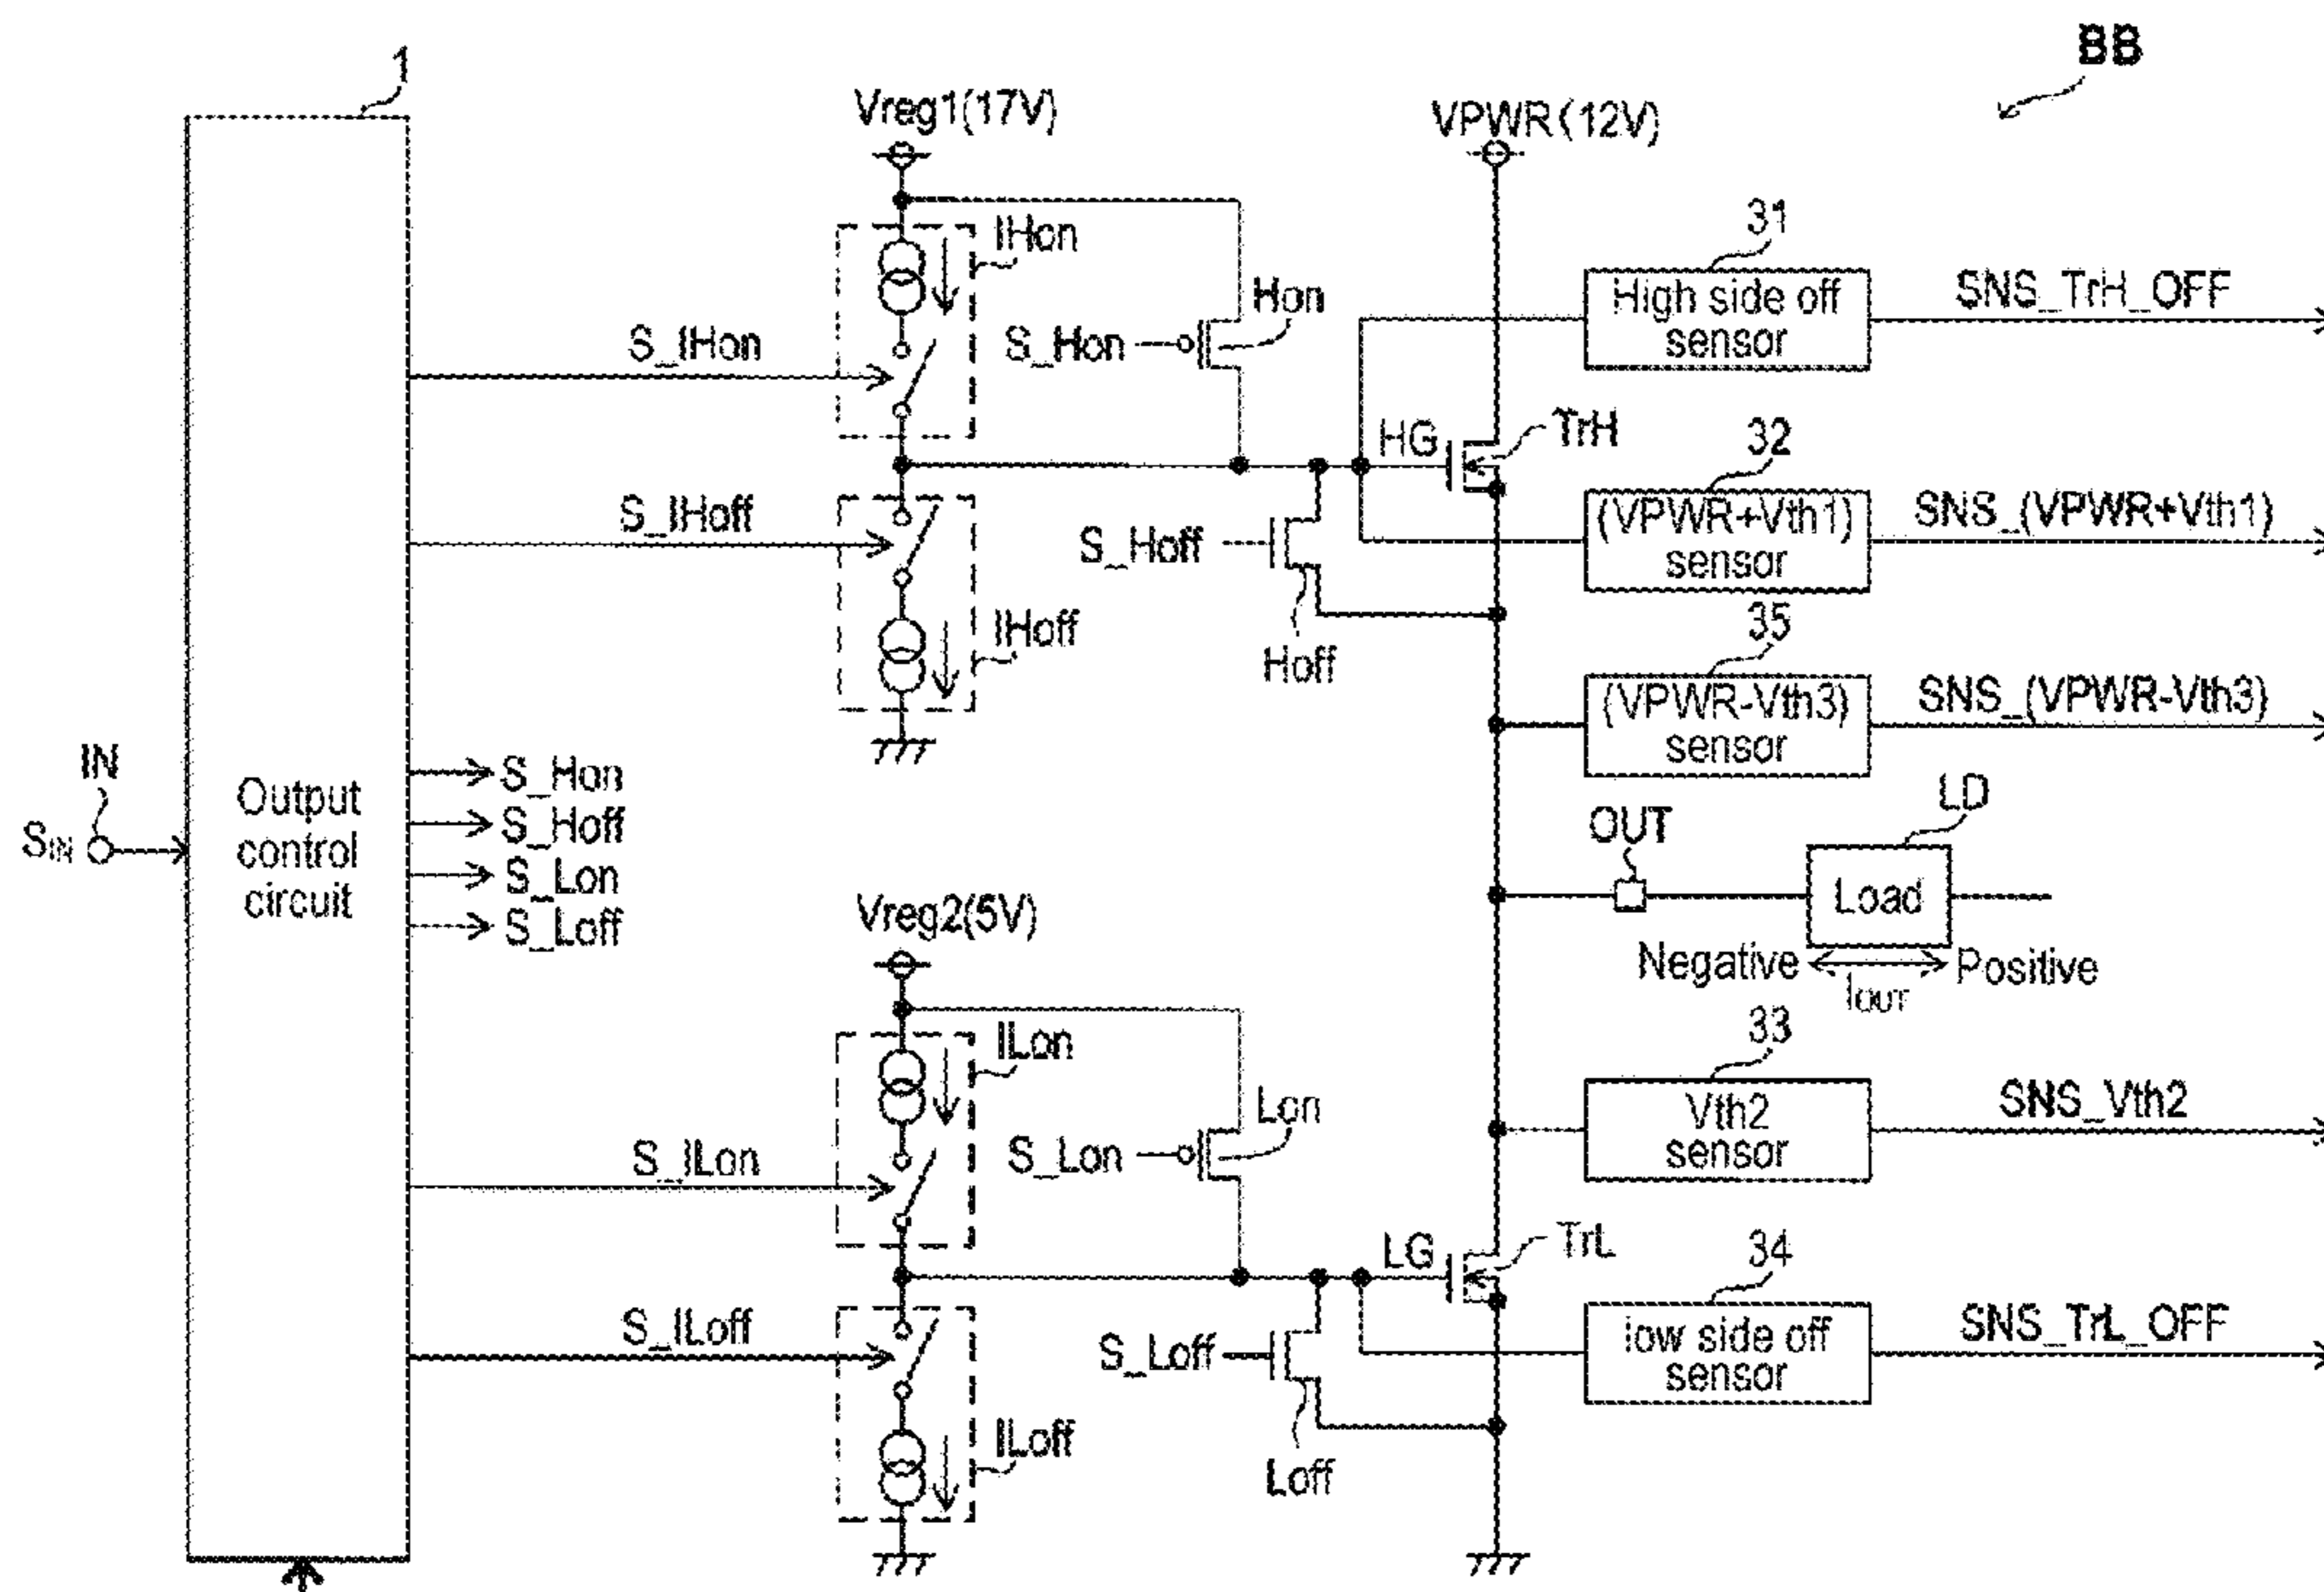 1
BB
Vreg1(17V)
VPWR(12V)
IHon
31
High side off
sensor
SNS_TrH_OFF
Hon
S_IHon
S_Hon
HG
TrH
32
(VPWR+Vth1)
sensor
SNS_(VPWR+Vth1)
S_IHoff
S_Hoff
IHoff
Hoff
35
(VPWR-Vth3)
sensor
SNS_(VPWR-Vth3)
IN
SIN
Output
control
circuit
S_Hon
S_Hoff
S_Lon
S_Loff
OUT
LD
Load
Negative
Positive
IOUT
Vreg2(5V)
ILon
33
Vth2
sensor
SNS_Vth2
Lon
S_ILon
S_Lon
LG
TrL
34
low side off
sensor
SNS_TrL_OFF
S_ILoff
S_Loff
ILoff
Loff